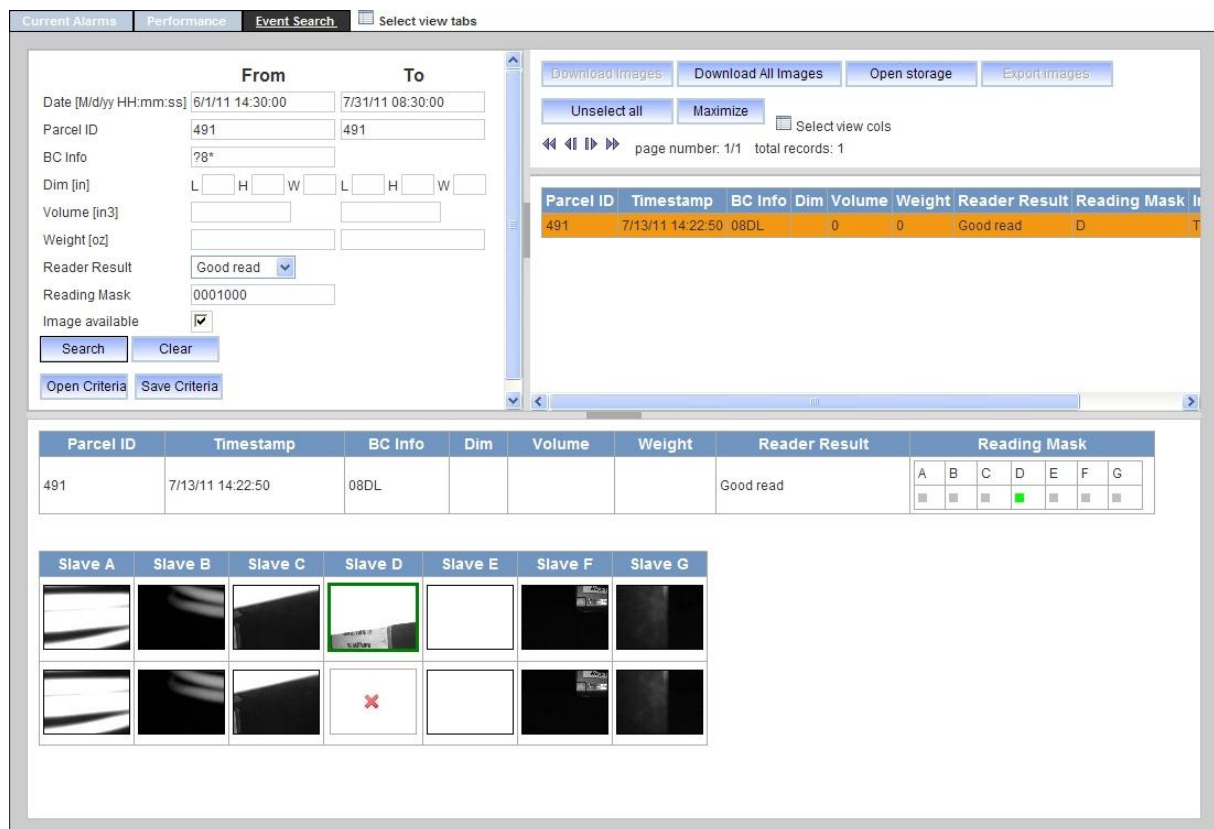 Current Alarms Performance Event Search Select view tabs
From To
Date [M/d/yy HH:mm:ss] 6/1/11 14:30:00 7/31/11 08:30:00
Parcel ID 491 491
BC Info ?8*
Dim [in] L H W L H W
Volume [in3]
Weight [oz]
Reader Result Good read
Reading Mask 0001000
Image available
Search Clear
Open Criteria Save Criteria
Download Images Download All Images Open storage Export images
Unselect all Maximize Select view cols
page number: 1/1 total records: 1
Parcel ID Timestamp BC Info Dim Volume Weight Reader Result Reading Mask I
491 7/13/11 14:22:50 08DL 0 0 Good read D T
Parcel ID Timestamp BC Info Dim Volume Weight Reader Result Reading Mask
A B C D E F G
491 7/13/11 14:22:50 08DL Good read
Slave A Slave B Slave C Slave D Slave E Slave F Slave G